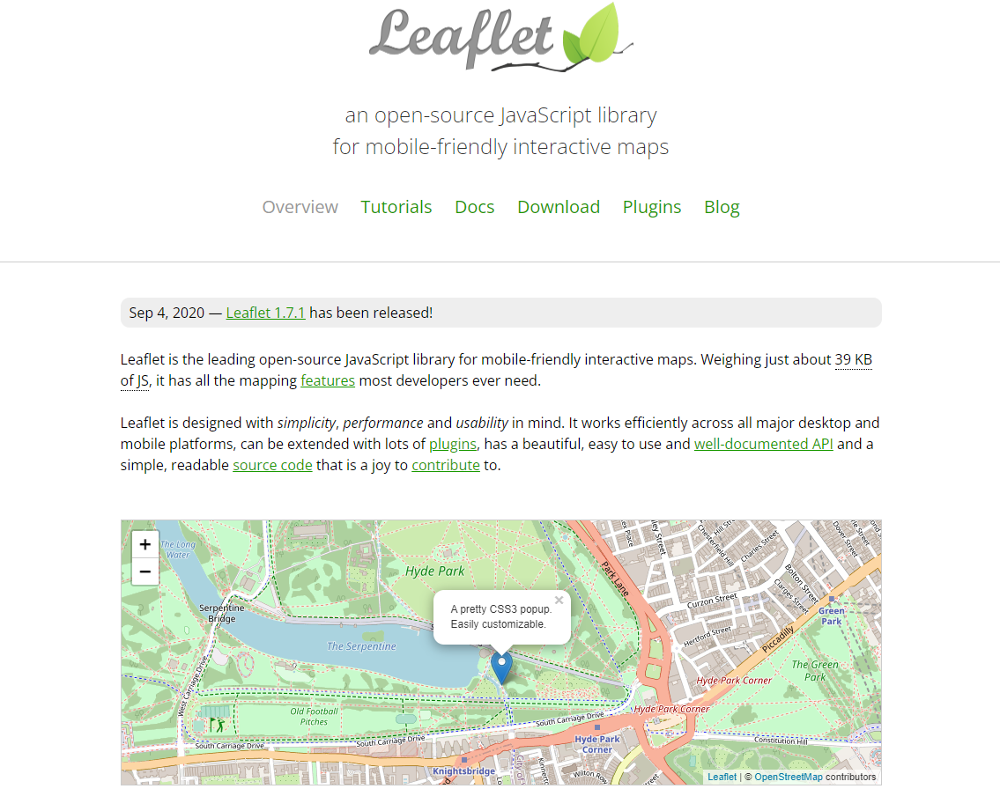 Leaflet
an open-source JavaScript library
for mobile-friendly interactive maps
Overview Tutorials Docs Download Plugins Blog
Sep 4, 2020 — Leaflet 1.7.1 has been released!
Leaflet is the leading open-source JavaScript library for mobile-friendly interactive maps. Weighing just about 39 KB
of JS, it has all the mapping features most developers ever need.
Leaflet is designed with simplicity, performance and usability in mind. It works efficiently across all major desktop and
mobile platforms, can be extended with lots of plugins, has a beautiful, easy to use and well-documented API and a
simple, readable source code that is a joy to contribute to.
+
−
The Long
Water
Hyde Park
Park Lane
Chesterfield Hill
Charles Street
Dover Street
Bolton Street
Clarges Street
Curzon Street
Hertford Street
Green
Park
Piccadilly
Serpentine
Bridge
The Serpentine
A pretty CSS3 popup.
Easily customizable.
×
The Green
Park
Hyde Park Corner
Hyde Park Corner
West Carriage Drive
Old Football
Pitches
South Carriage Drive
South Carriage Drive
South Carriage Drive
Hyde Park
Corner
Constitution Hill
Knightsbridge
Wilton Row
Leaflet | © OpenStreetMap contributors